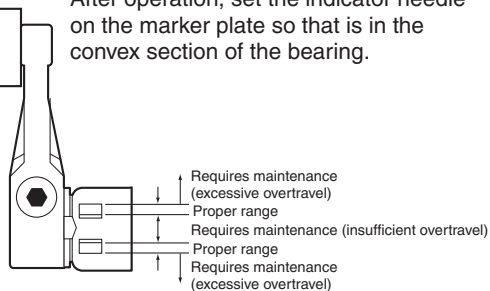 After operation, set the indicator needle
on the marker plate so that is in the
convex section of the bearing.
Requires maintenance
(excessive overtravel)
Proper range
Requires maintenance (insufficient overtravel)
Proper range
Requires maintenance
(excessive overtravel)